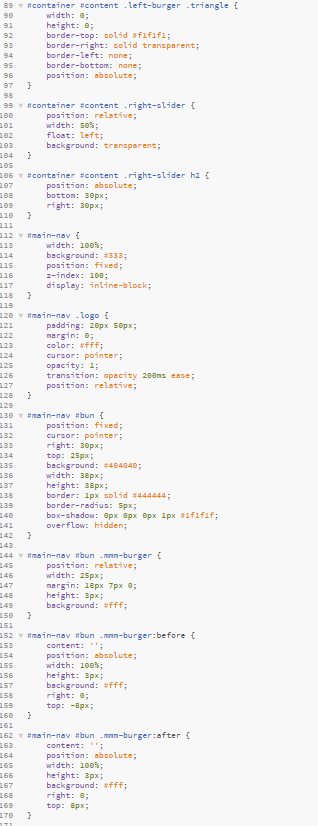 89 #container #content .left-burger .triangle {
90 width: 0;
91 height: 0;
92 border-top: solid #f1f1f1;
93 border-right: solid transparent;
94 border-left: none;
95 border-bottom: none;
96 position: absolute;
97 }
98
99 #container #content .right-slider {
100 position: relative;
101 width: 50%;
102 float: left;
103 background: transparent;
104 }
105
106 #container #content .right-slider h2 {
107 position: absolute;
108 bottom: 30px;
109 right: 30px;
110 }
111
112 #main-nav {
113 width: 100%;
114 background: #333;
115 position: fixed;
116 z-index: 100;
117 display: inline-block;
118 }
119
120 #main-nav .logo {
121 padding: 20px 50px;
122 margin: 0;
123 color: #fff;
124 cursor: pointer;
125 opacity: 1;
126 transition: opacity 200ms ease;
127 position: relative;
128 }
129
130 #main-nav #bun {
131 position: fixed;
132 cursor: pointer;
133 right: 30px;
134 top: 25px;
135 background: #404040;
136 width: 38px;
137 height: 38px;
138 border: 1px solid #444444;
139 border-radius: 5px;
140 box-shadow: 0px 0px 0px 1px #1f1f1f;
141 overflow: hidden;
142 }
143
144 #main-nav #bun .mmm-burger {
145 position: relative;
146 width: 25px;
147 margin: 18px 7px 0;
148 height: 3px;
149 background: #fff;
150 }
151
152 #main-nav #bun .mmm-burger:before {
153 content: '';
154 position: absolute;
155 width: 100%;
156 height: 3px;
157 background: #fff;
158 right: 0;
159 top: -8px;
160 }
161
162 #main-nav #bun .mmm-burger:after {
163 content: '';
164 position: absolute;
165 width: 100%;
166 height: 3px;
167 background: #fff;
168 right: 0;
169 top: 8px;
170 }